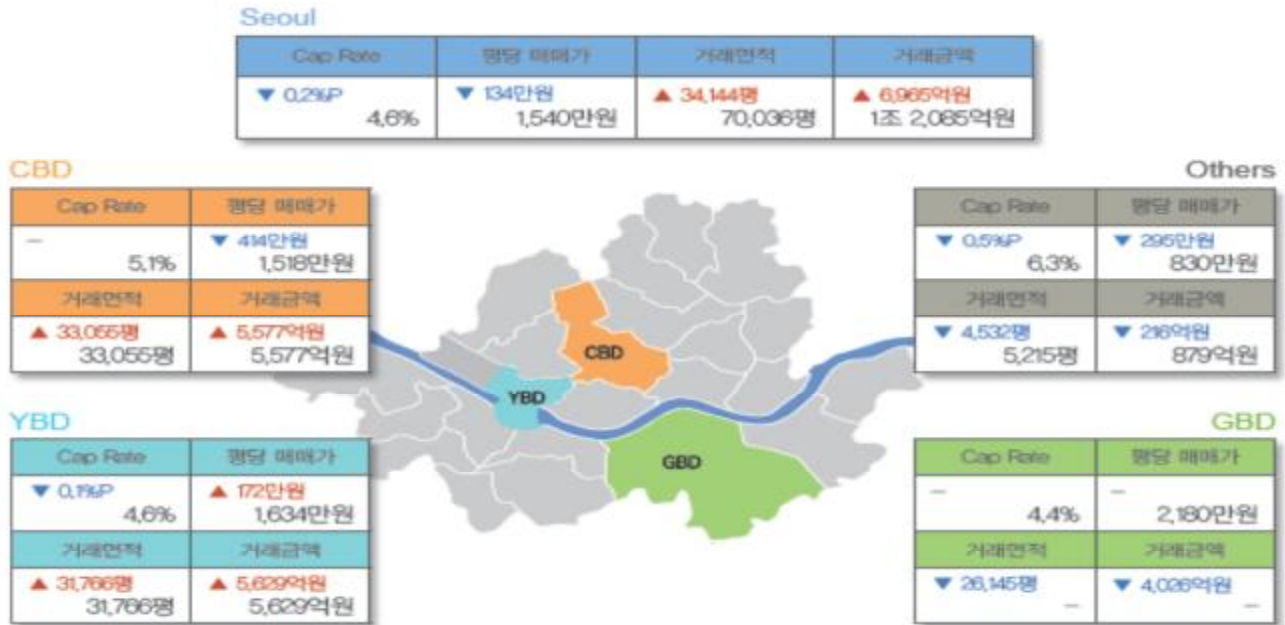 Seoul
Cap Rate 평당 매매가 거래면적 거래금액
▼ 0.2%P ▼ 134만원 ▲ 34,144평 ▲ 6,965억원
4.6% 1,540만원 70,036평 1조 2,085억원
CBD
Cap Rate 평당 매매가
– ▼ 414만원
5.1% 1,518만원
거래면적 거래금액
▲ 33,055평 ▲ 5,577억원
33,055평 5,577억원
Others
Cap Rate 평당 매매가
▼ 0.5%P ▼ 295만원
6.3% 830만원
거래면적 거래금액
▼ 4,532평 ▼ 216억원
5,215평 879억원
CBD
YBD
GBD
YBD
Cap Rate 평당 매매가
▼ 0.1%P ▲ 172만원
4.6% 1,634만원
거래면적 거래금액
▲ 31,766평 ▲ 5,629억원
31,766평 5,629억원
GBD
Cap Rate 평당 매매가
– –
4.4% 2,180만원
거래면적 거래금액
▼ 26,145평 ▼ 4,026억원
– –